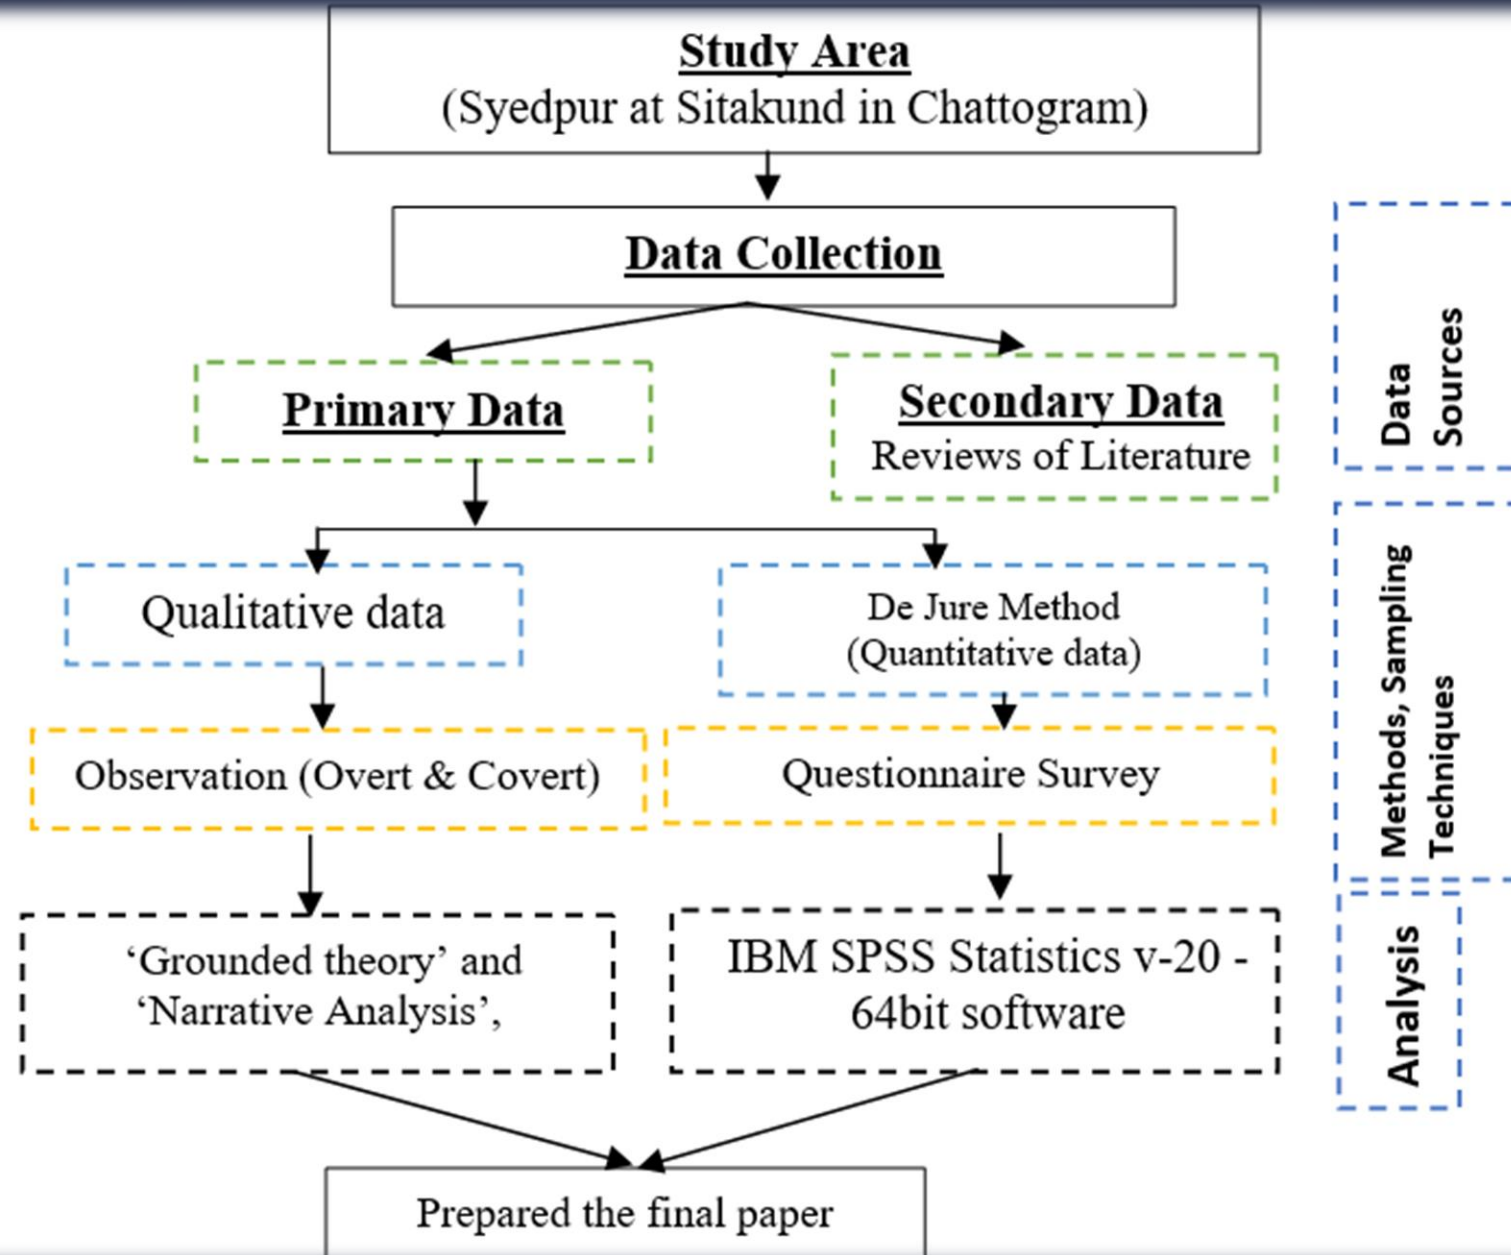 Study Area
(Syedpur at Sitakund in Chattogram)
Data Collection
Primary Data
Secondary Data
Reviews of Literature
Data
Sources
Qualitative data
De Jure Method
(Quantitative data)
Observation (Overt & Covert)
Questionnaire Survey
Methods, Sampling
Techniques
‘Grounded theory’ and
‘Narrative Analysis’,
IBM SPSS Statistics v-20 -
64bit software
Analysis
Prepared the final paper